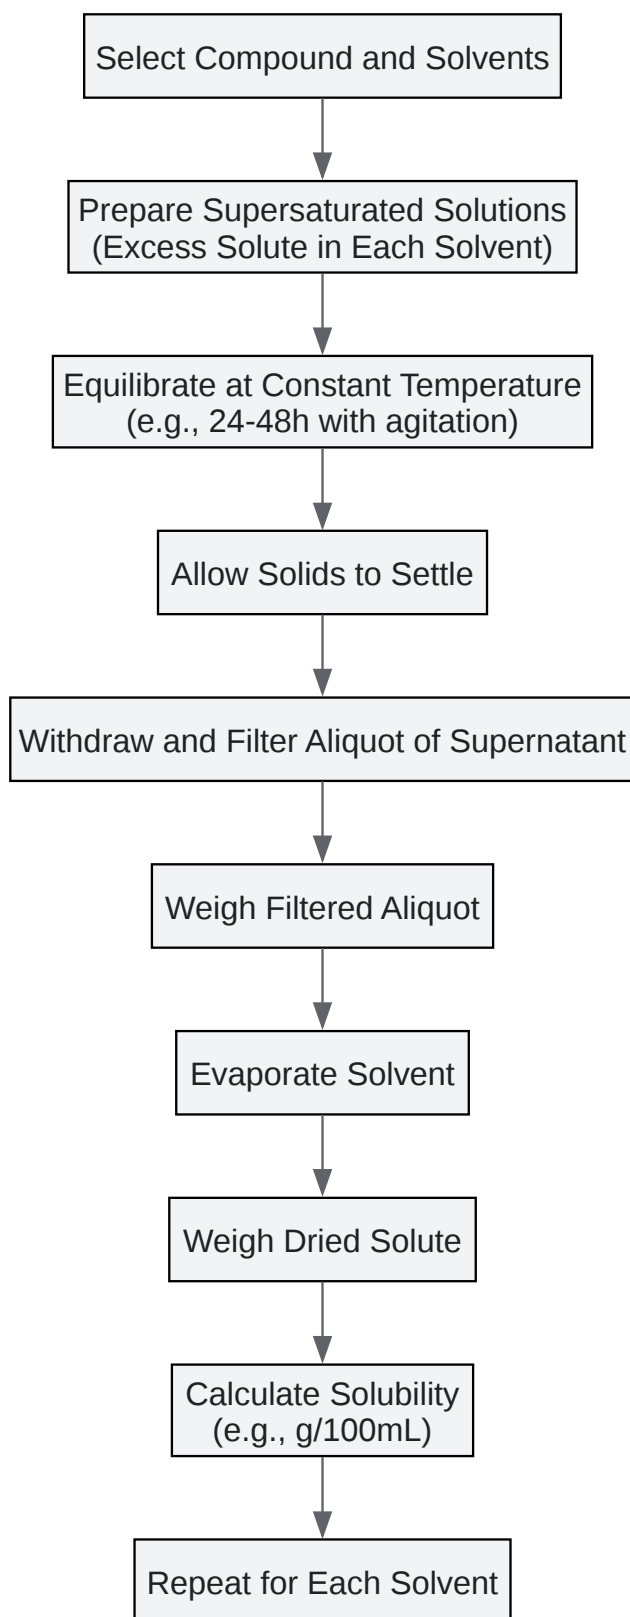 Select Compound and Solvents
Prepare Supersaturated Solutions
(Excess Solute in Each Solvent)
Equilibrate at Constant Temperature
(e.g., 24-48h with agitation)
Allow Solids to Settle
Withdraw and Filter Aliquot of Supernatant
Weigh Filtered Aliquot
Evaporate Solvent
Weigh Dried Solute
Calculate Solubility
(e.g., g/100mL)
Repeat for Each Solvent